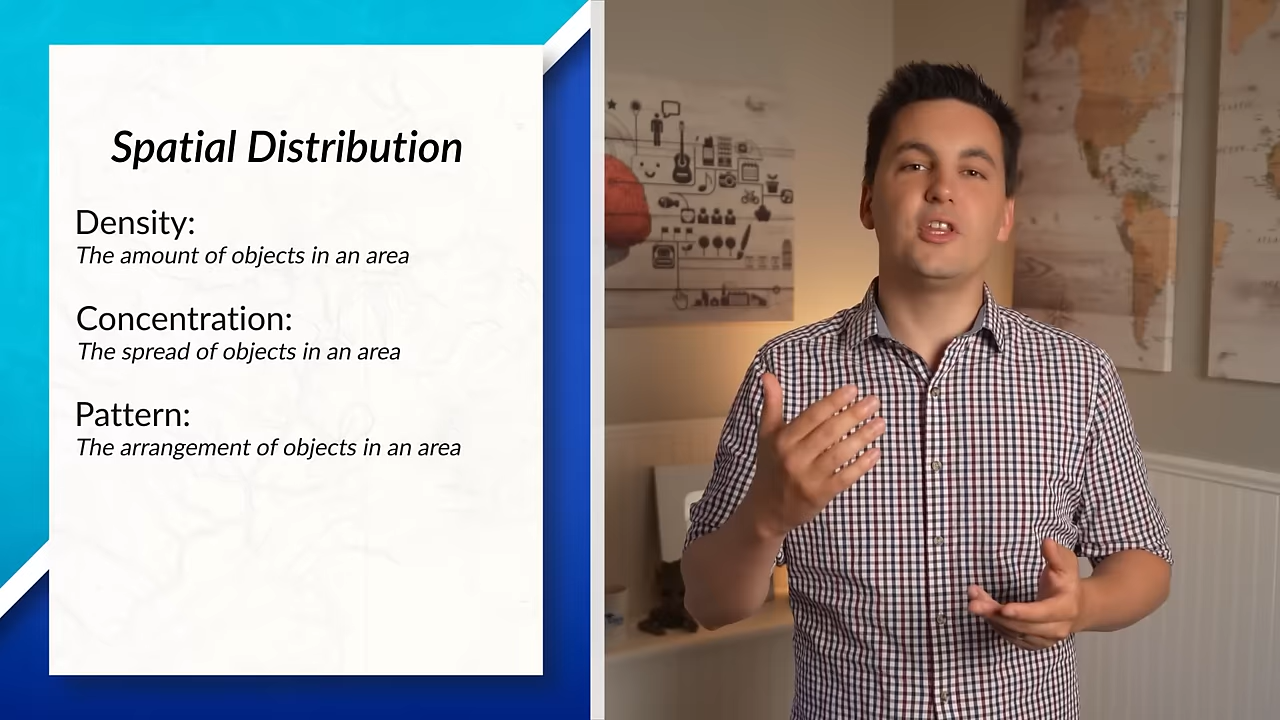 Spatial Distribution
Density:
The amount of objects in an area
Concentration:
The spread of objects in an area
Pattern:
The arrangement of objects in an area